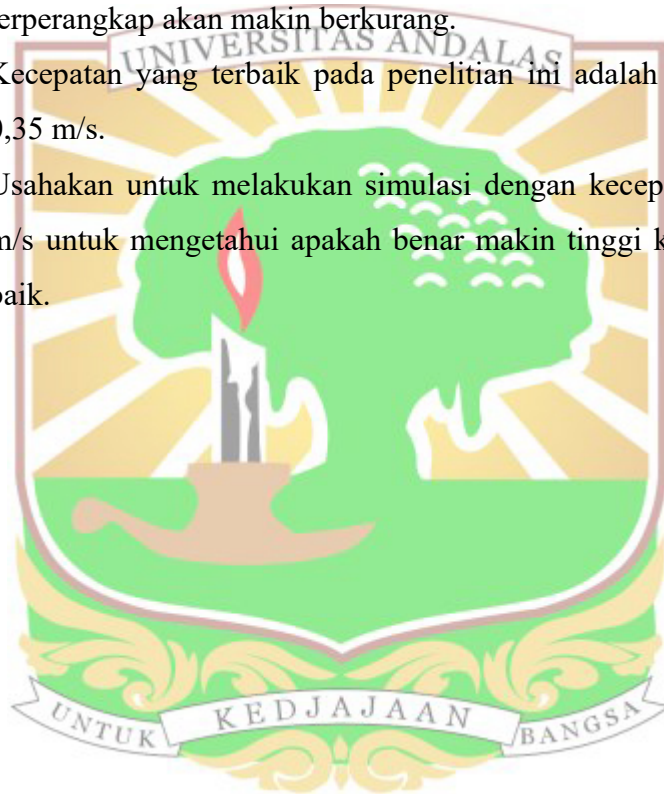 erperangkap akan makin berkurang.
UNIVERSITAS ANDALAS
Kecepatan yang terbaik pada penelitian ini adalah
0,35 m/s.
Usahakan untuk melakukan simulasi dengan kecep
m/s untuk mengetahui apakah benar makin tinggi k
baik.
UNTUK KEDJAJAAN BANGSA